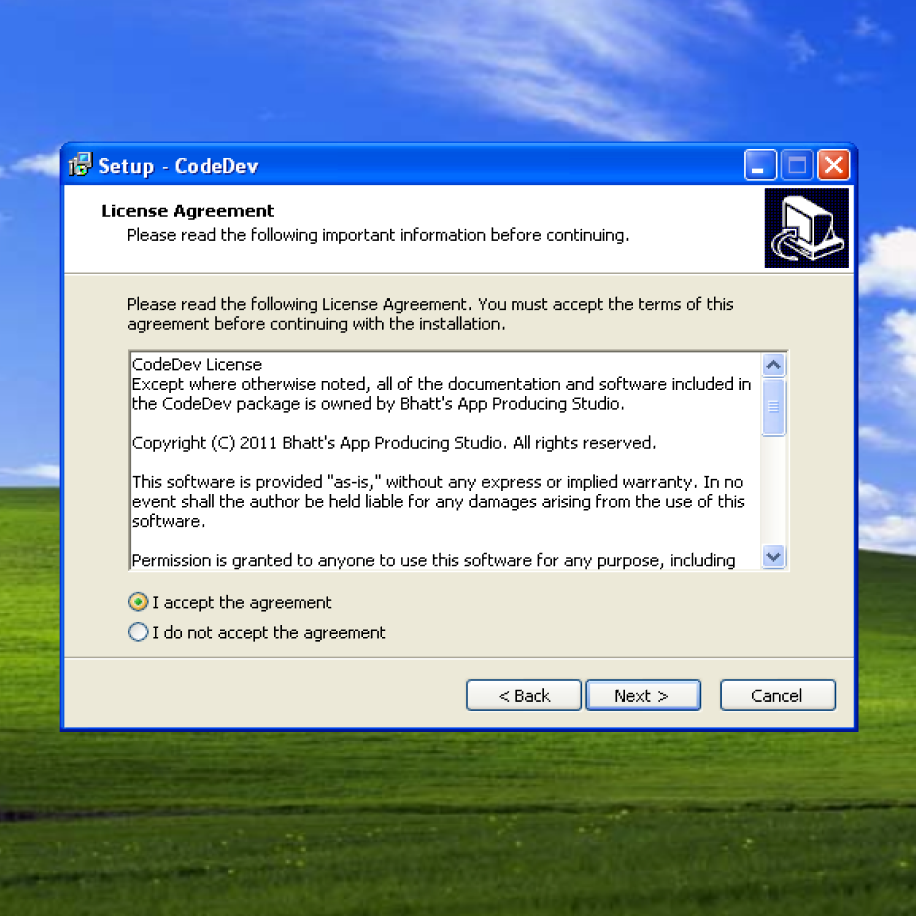 Setup - CodeDev
License Agreement
Please read the following important information before continuing.
Please read the following License Agreement. You must accept the terms of this
agreement before continuing with the installation.
CodeDev License
Except where otherwise noted, all of the documentation and software included in
the CodeDev package is owned by Bhatt's App Producing Studio.
Copyright (C) 2011 Bhatt's App Producing Studio. All rights reserved.
This software is provided "as-is," without any express or implied warranty. In no
event shall the author be held liable for any damages arising from the use of this
software.
Permission is granted to anyone to use this software for any purpose, including
I accept the agreement
I do not accept the agreement
< Back
Next >
Cancel